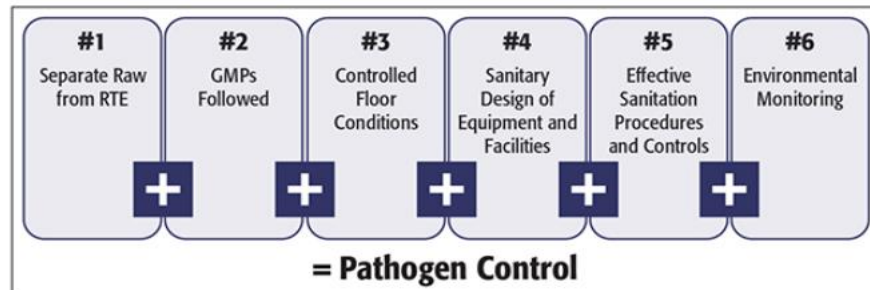 #1
Separate Raw
from RTE
#2
GMPs
Followed
#3
Controlled
Floor
Conditions
#4
Sanitary
Design of
Equipment and
Facilities
#5
Effective
Sanitation
Procedures
and Controls
#6
Environmental
Monitoring
+ + + + +
= Pathogen Control